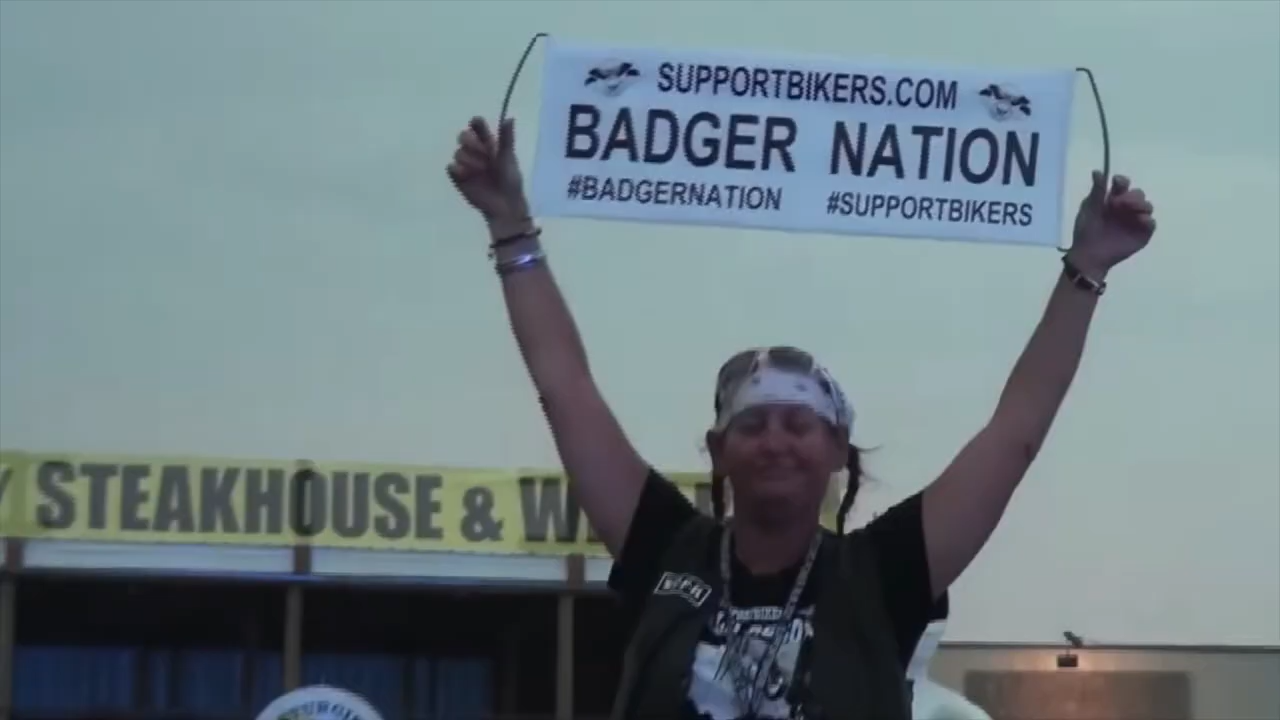 SUPPORTBIKERS.COM
BADGER NATION
#BADGERNATION #SUPPORTBIKERS
STEAKHOUSE &